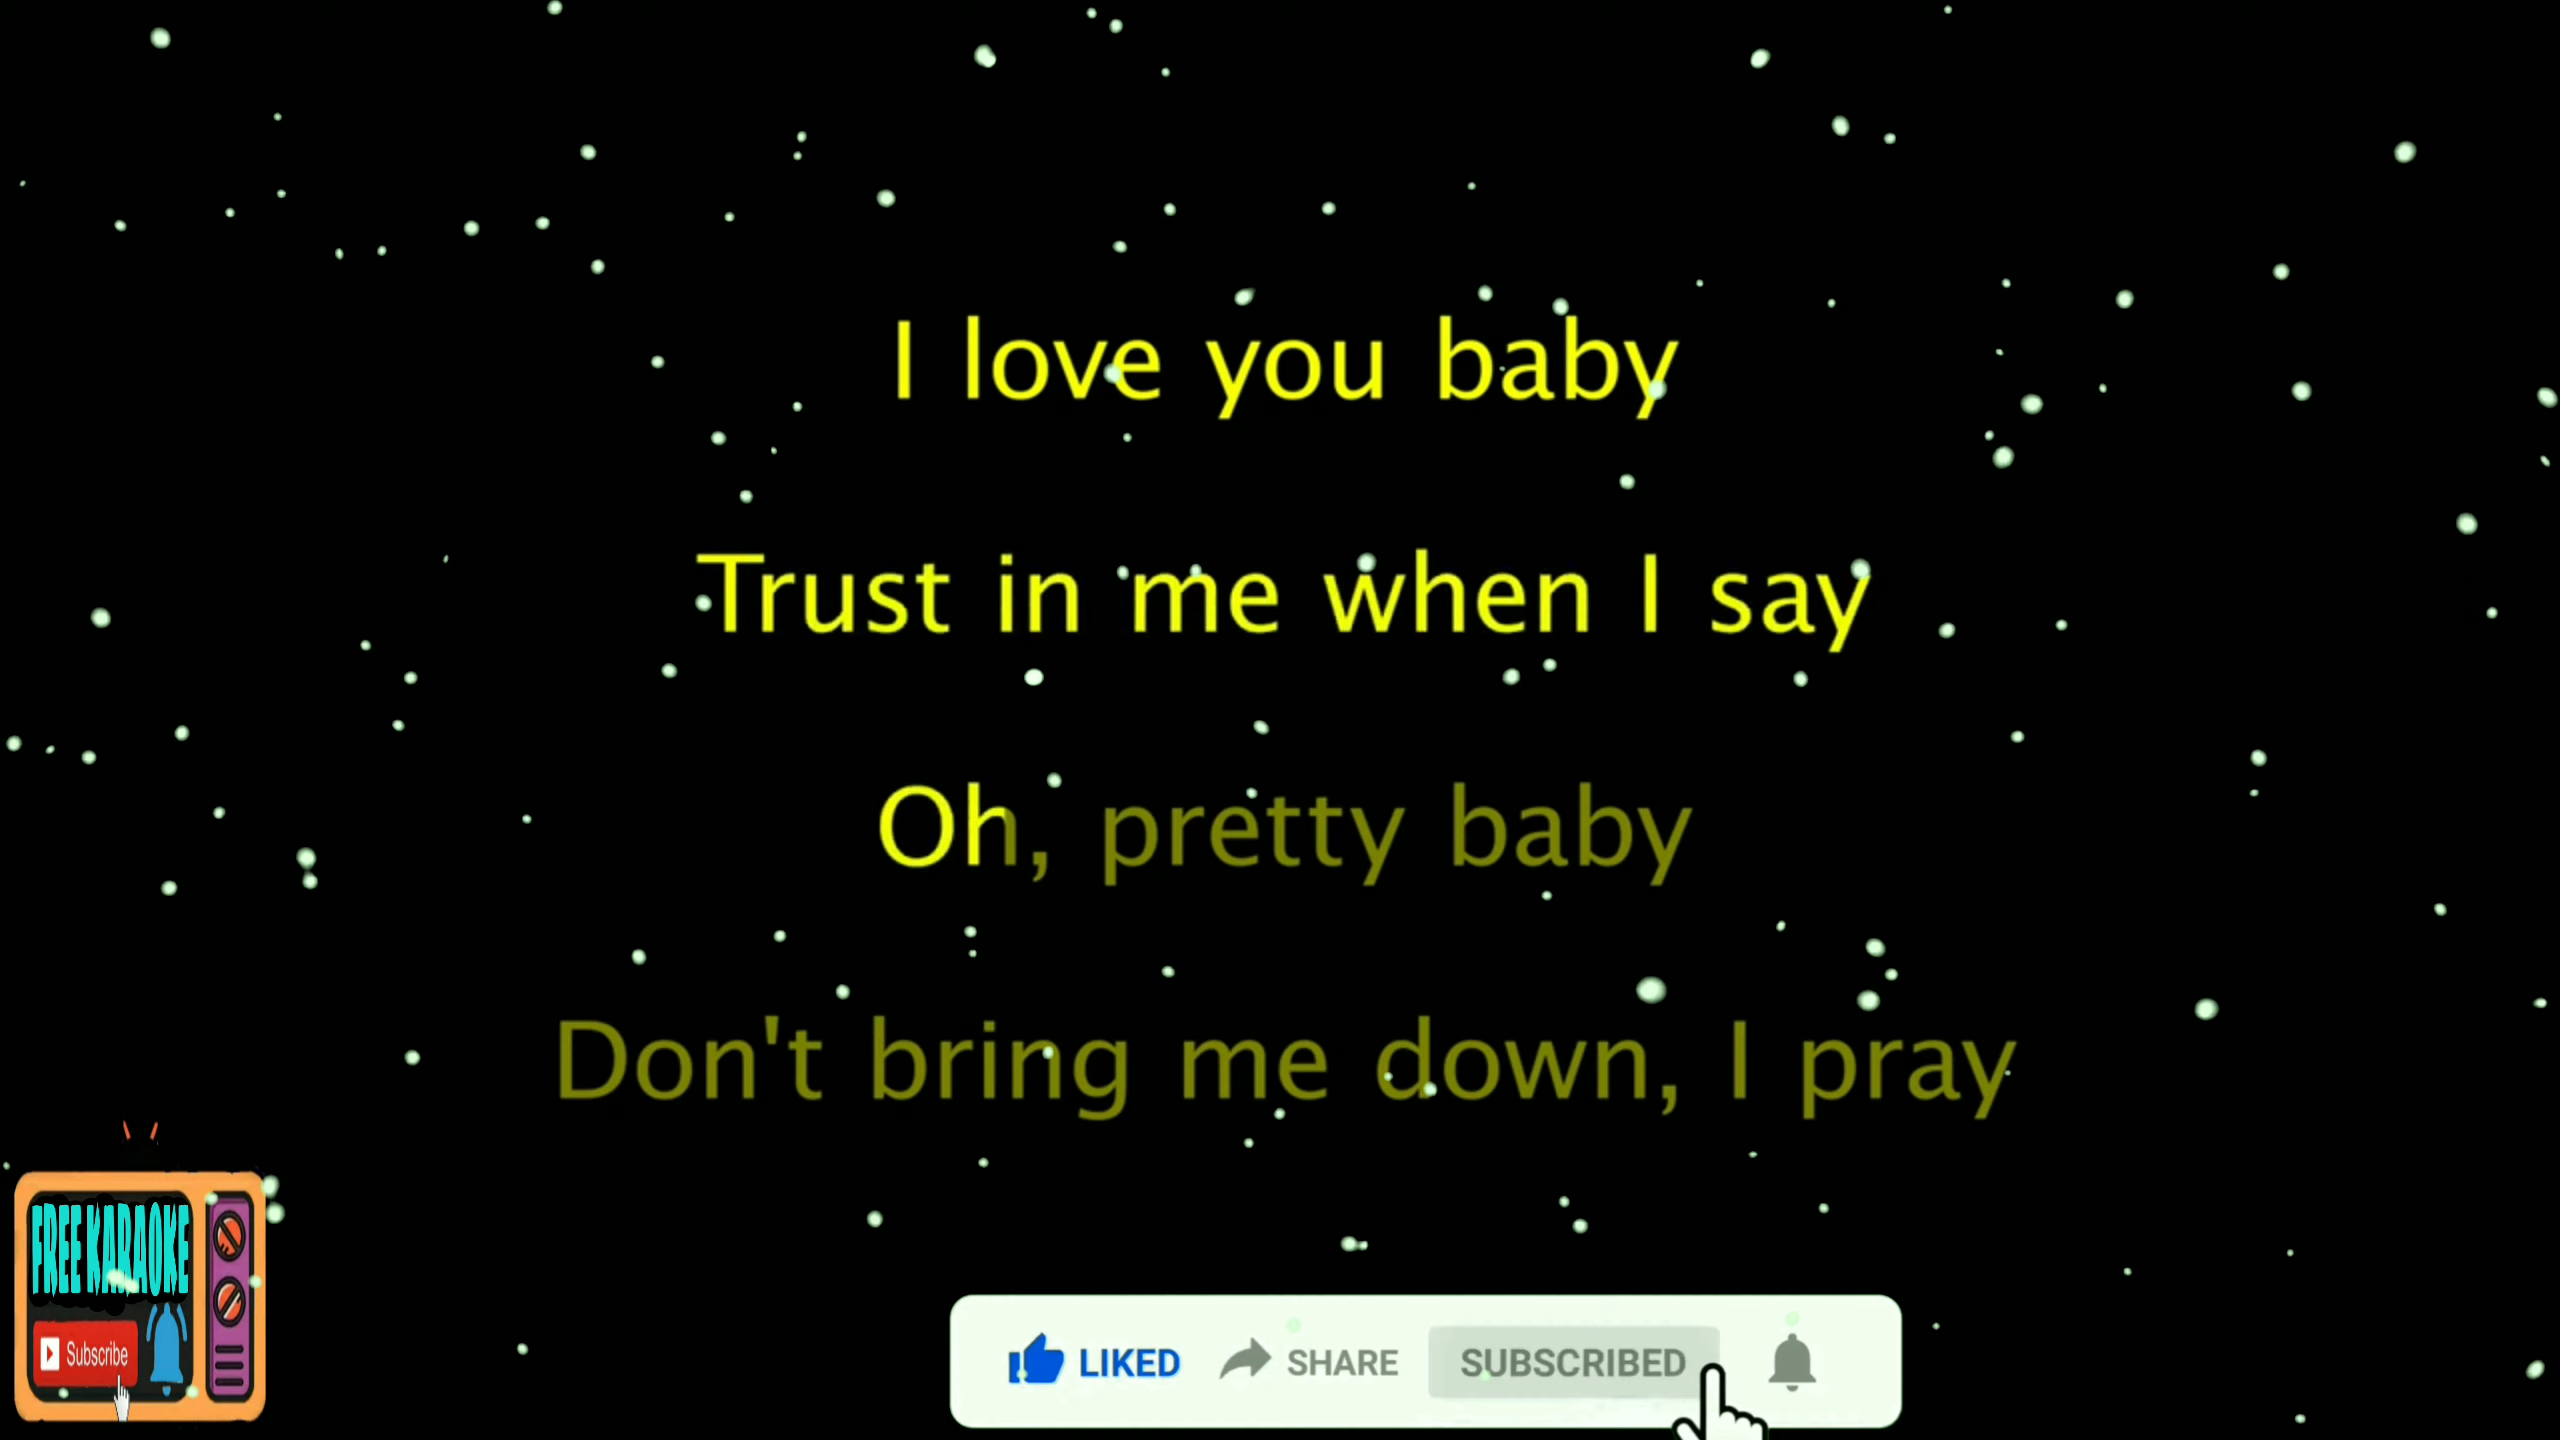 I love you baby
Trust in me when I say
Oh, pretty baby
Don't bring me down, I pray
FREE KARAOKE
Subscribe
LIKED SHARE SUBSCRIBED